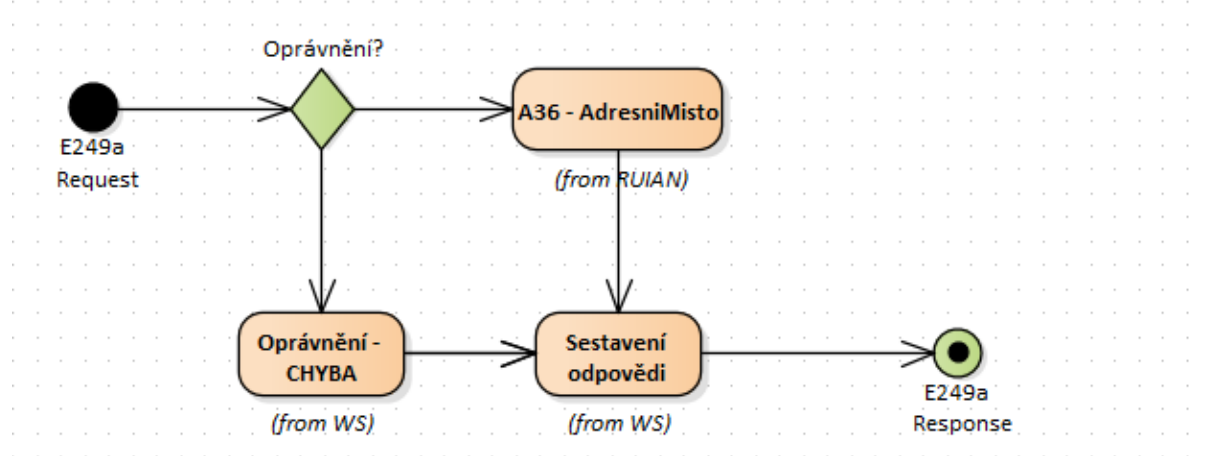 Oprávnění?
A36 - AdresniMisto
E249a
Request
(from RUIAN)
Oprávnění -
CHYBA
Sestavení
odpovědi
(from WS)
(from WS)
E249a
Response